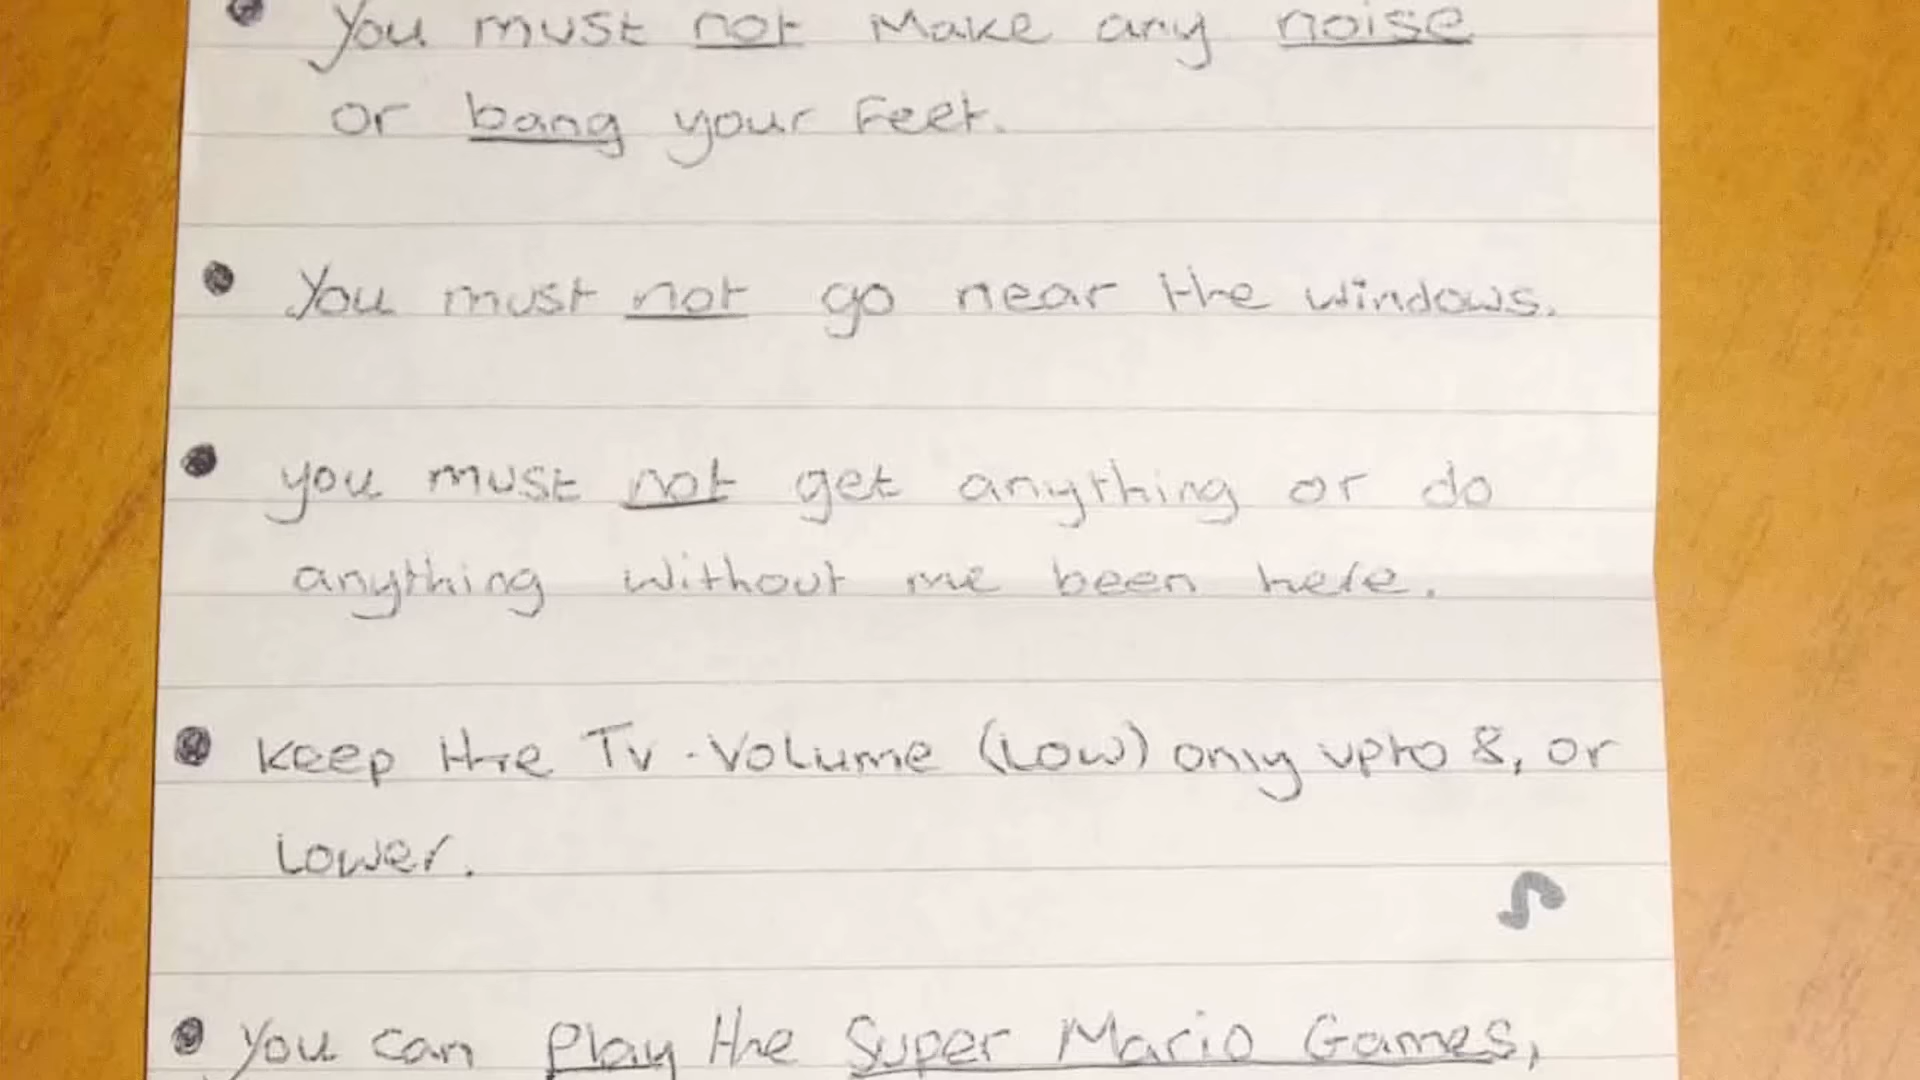 • You must not make any noise
or bang your feet.
• You must not go near the windows.
• you must not get anything or do
anything without me been here.
• Keep the Tv - Volume (Low) only upto 8, or
Lower.
• You can Play the Super Mario Games,